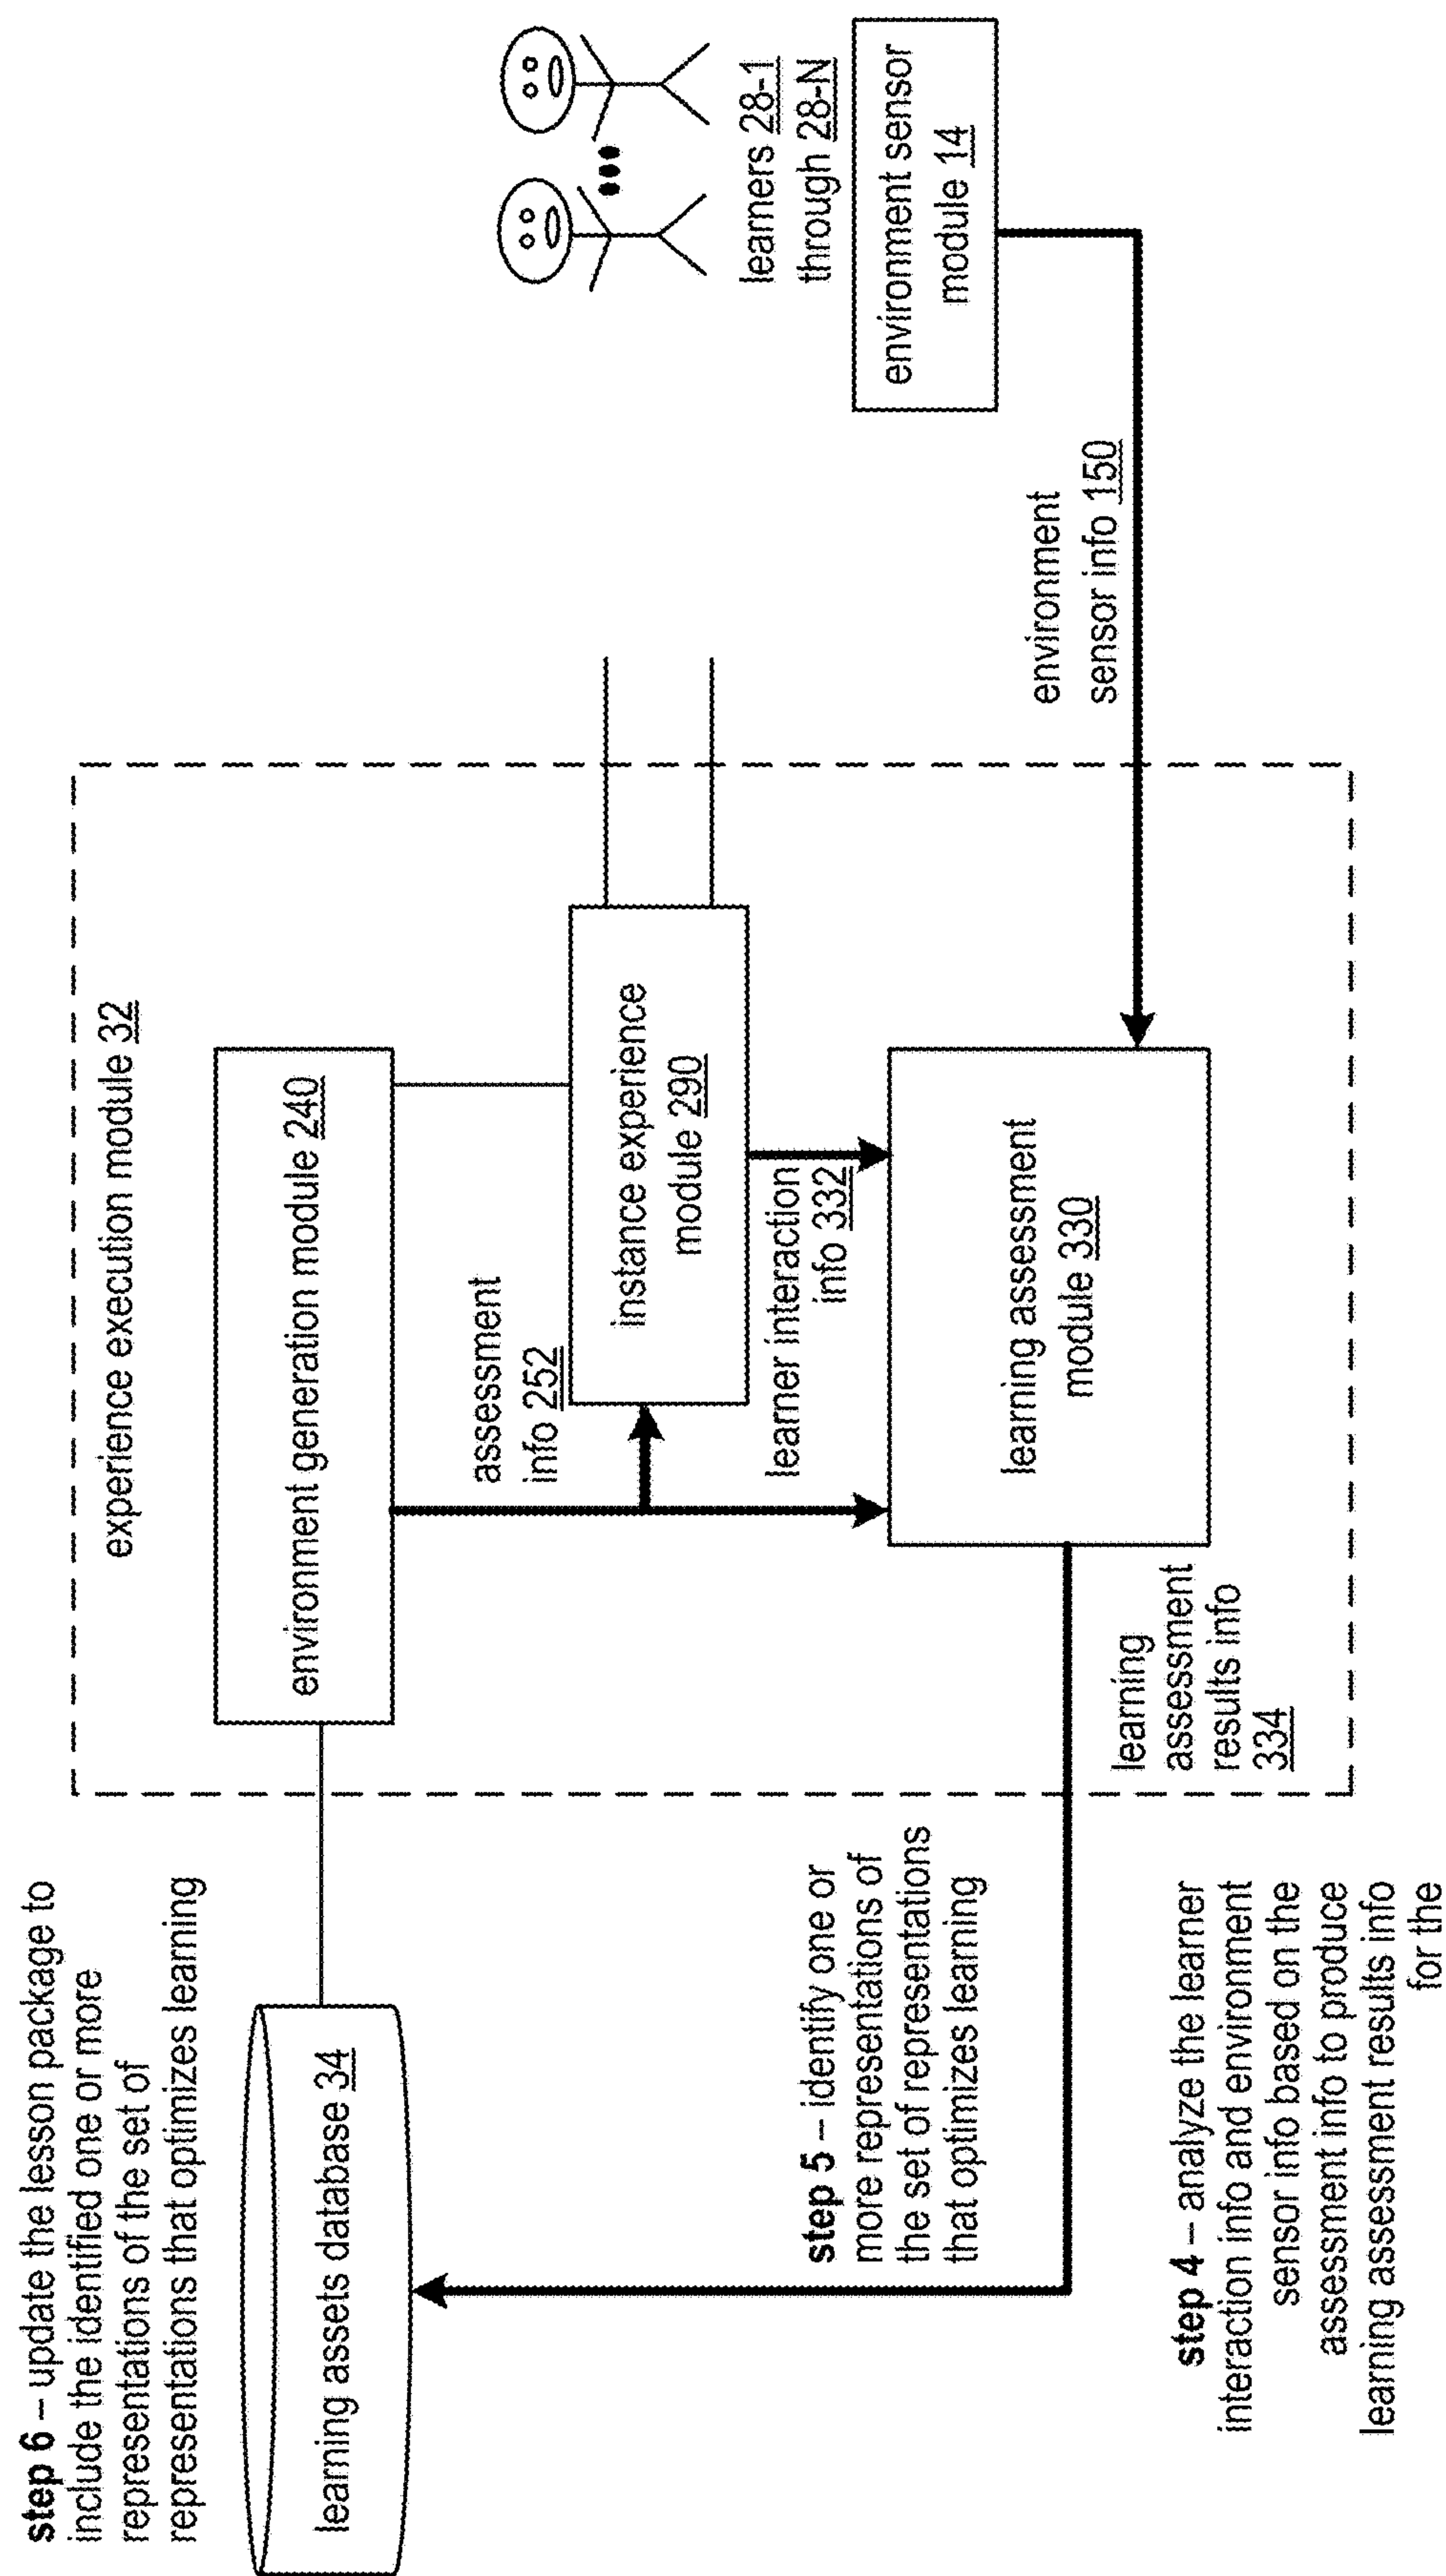 step 6 – update the lesson package to
include the identified one or more
representations of the set of
representations that optimizes learning
learning assets database 34
step 5 – identify one or
more representations of
the set of representations
that optimizes learning
step 4 – analyze the learner
interaction info and environment
sensor info based on the
assessment info to produce
learning assessment results info
for the
experience execution module 32
environment generation module 240
assessment
info 252
instance experience
module 290
learner interaction
info 332
learning assessment
module 330
learning
assessment
results info
334
environment
sensor info 150
learners 28-1
through 28-N
environment sensor
module 14